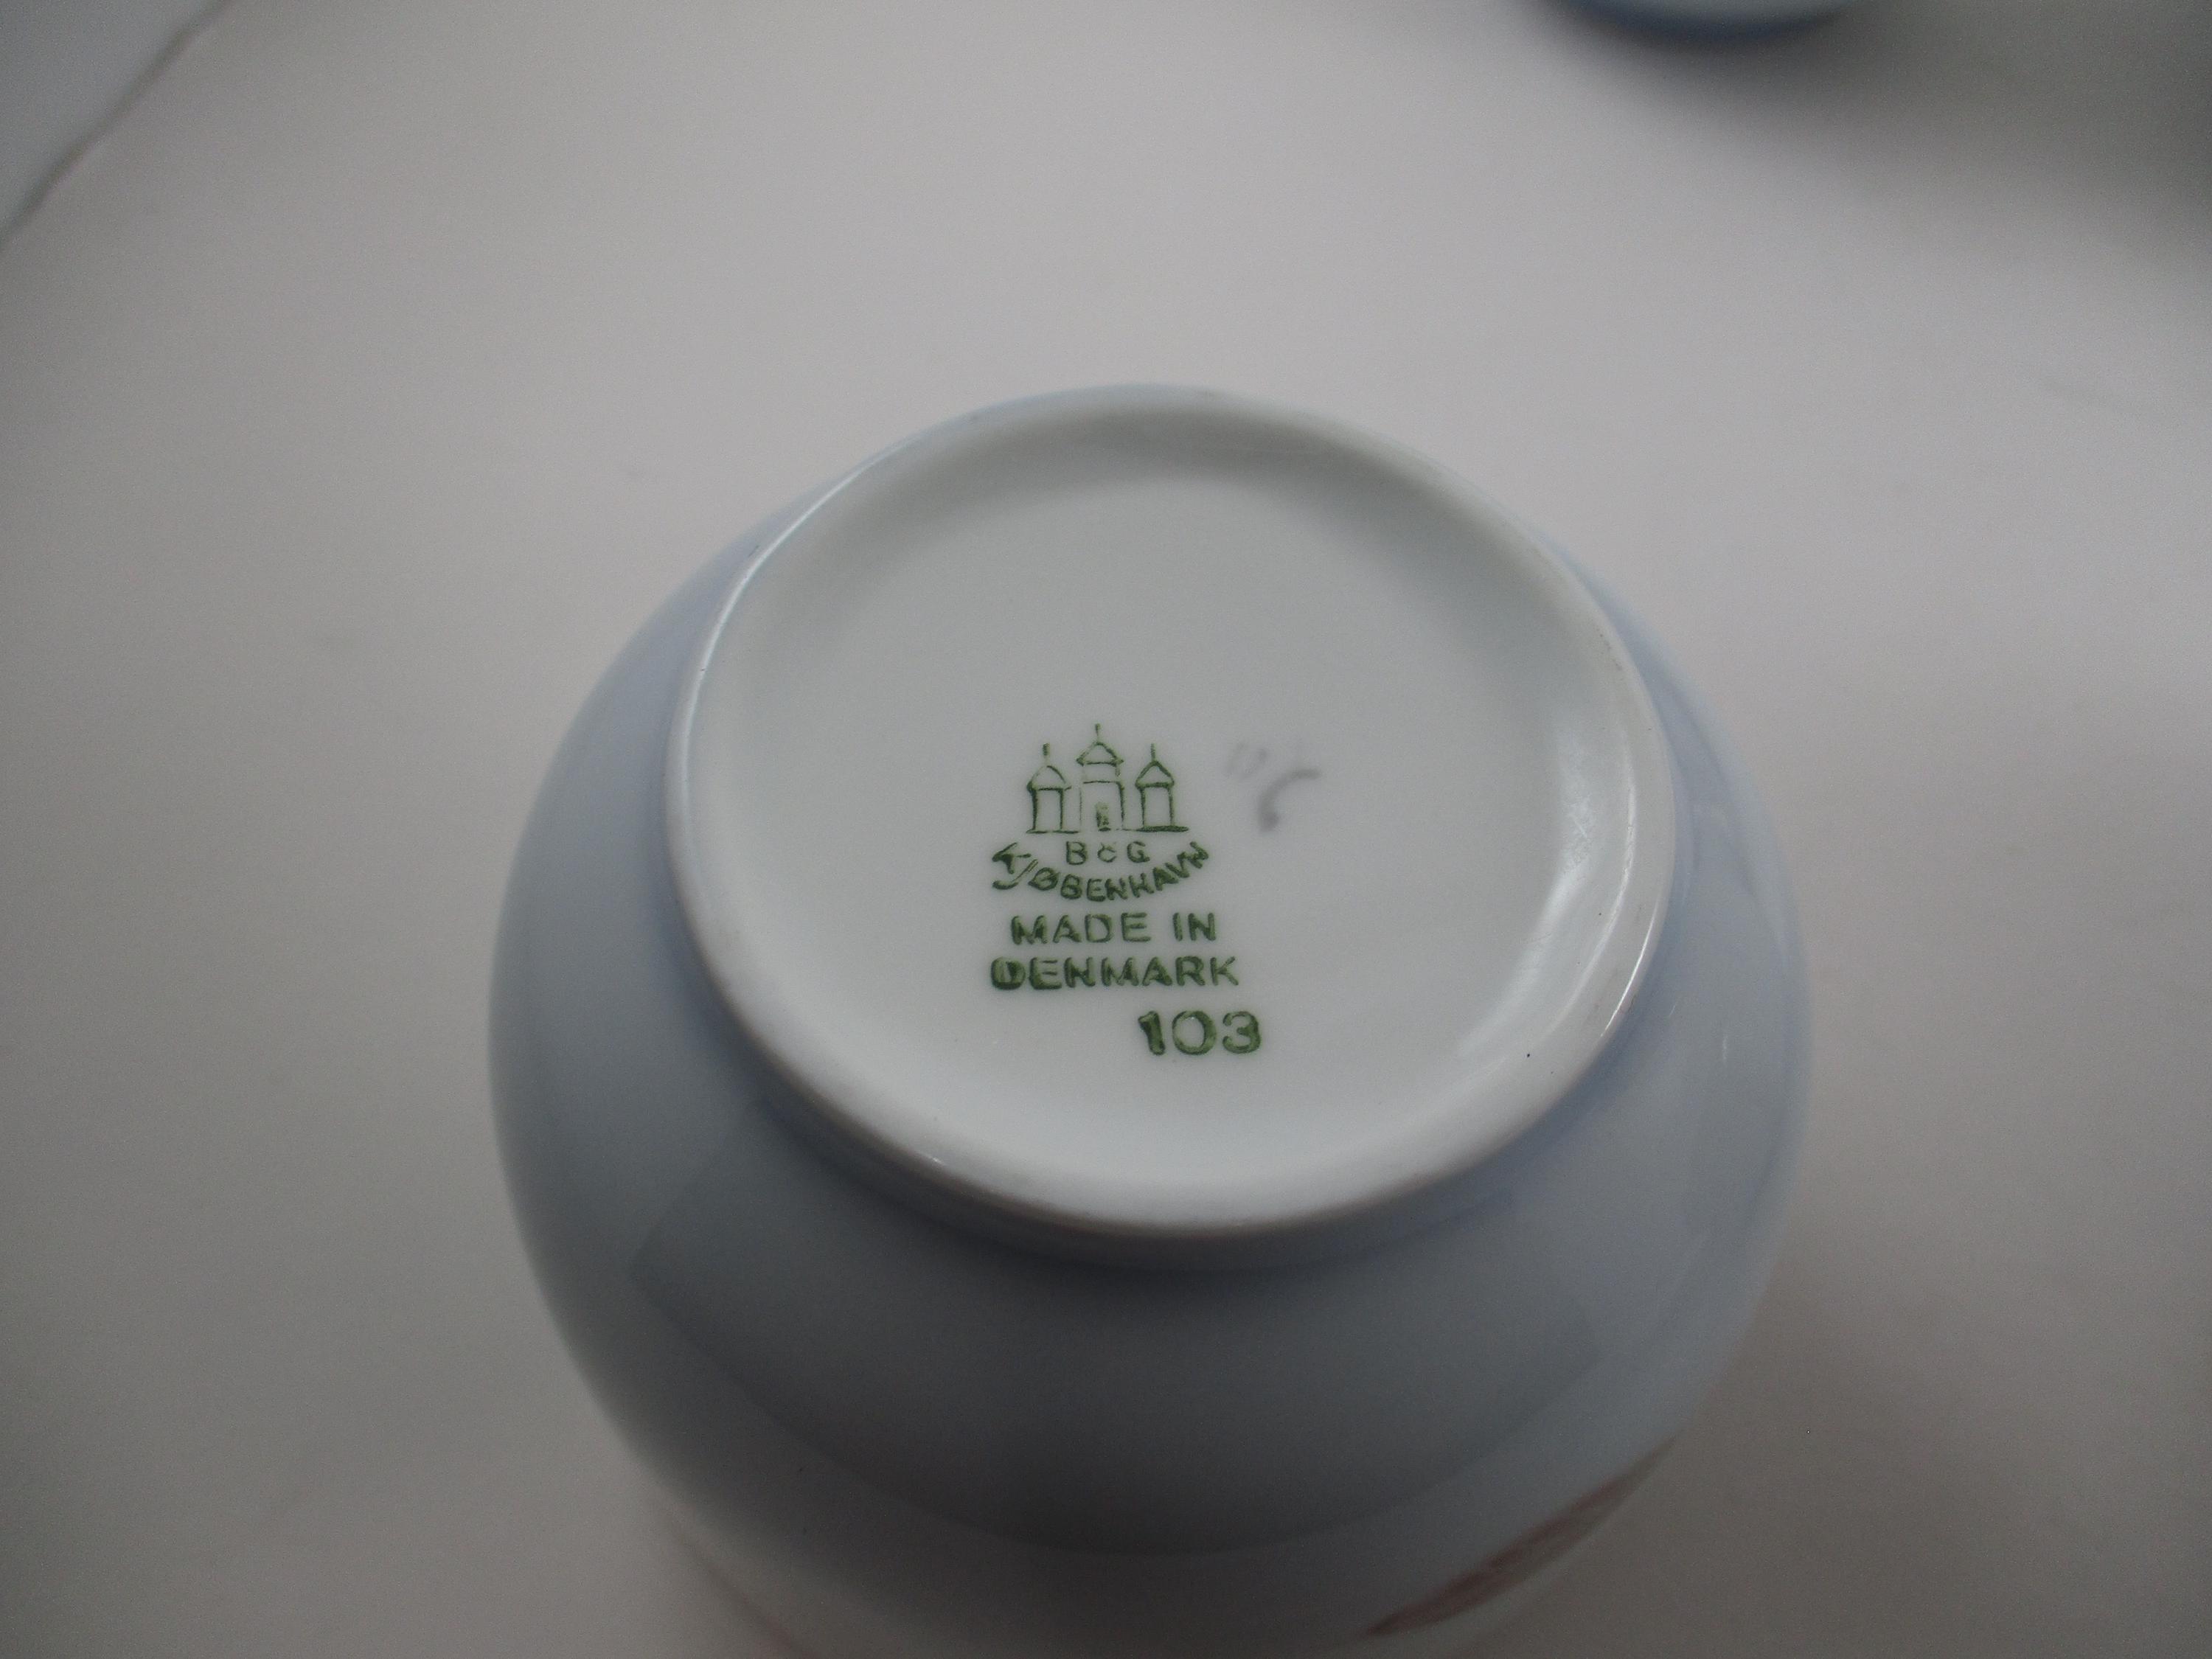 B&G
KJØBENHAVN
MADE IN
DENMARK
103